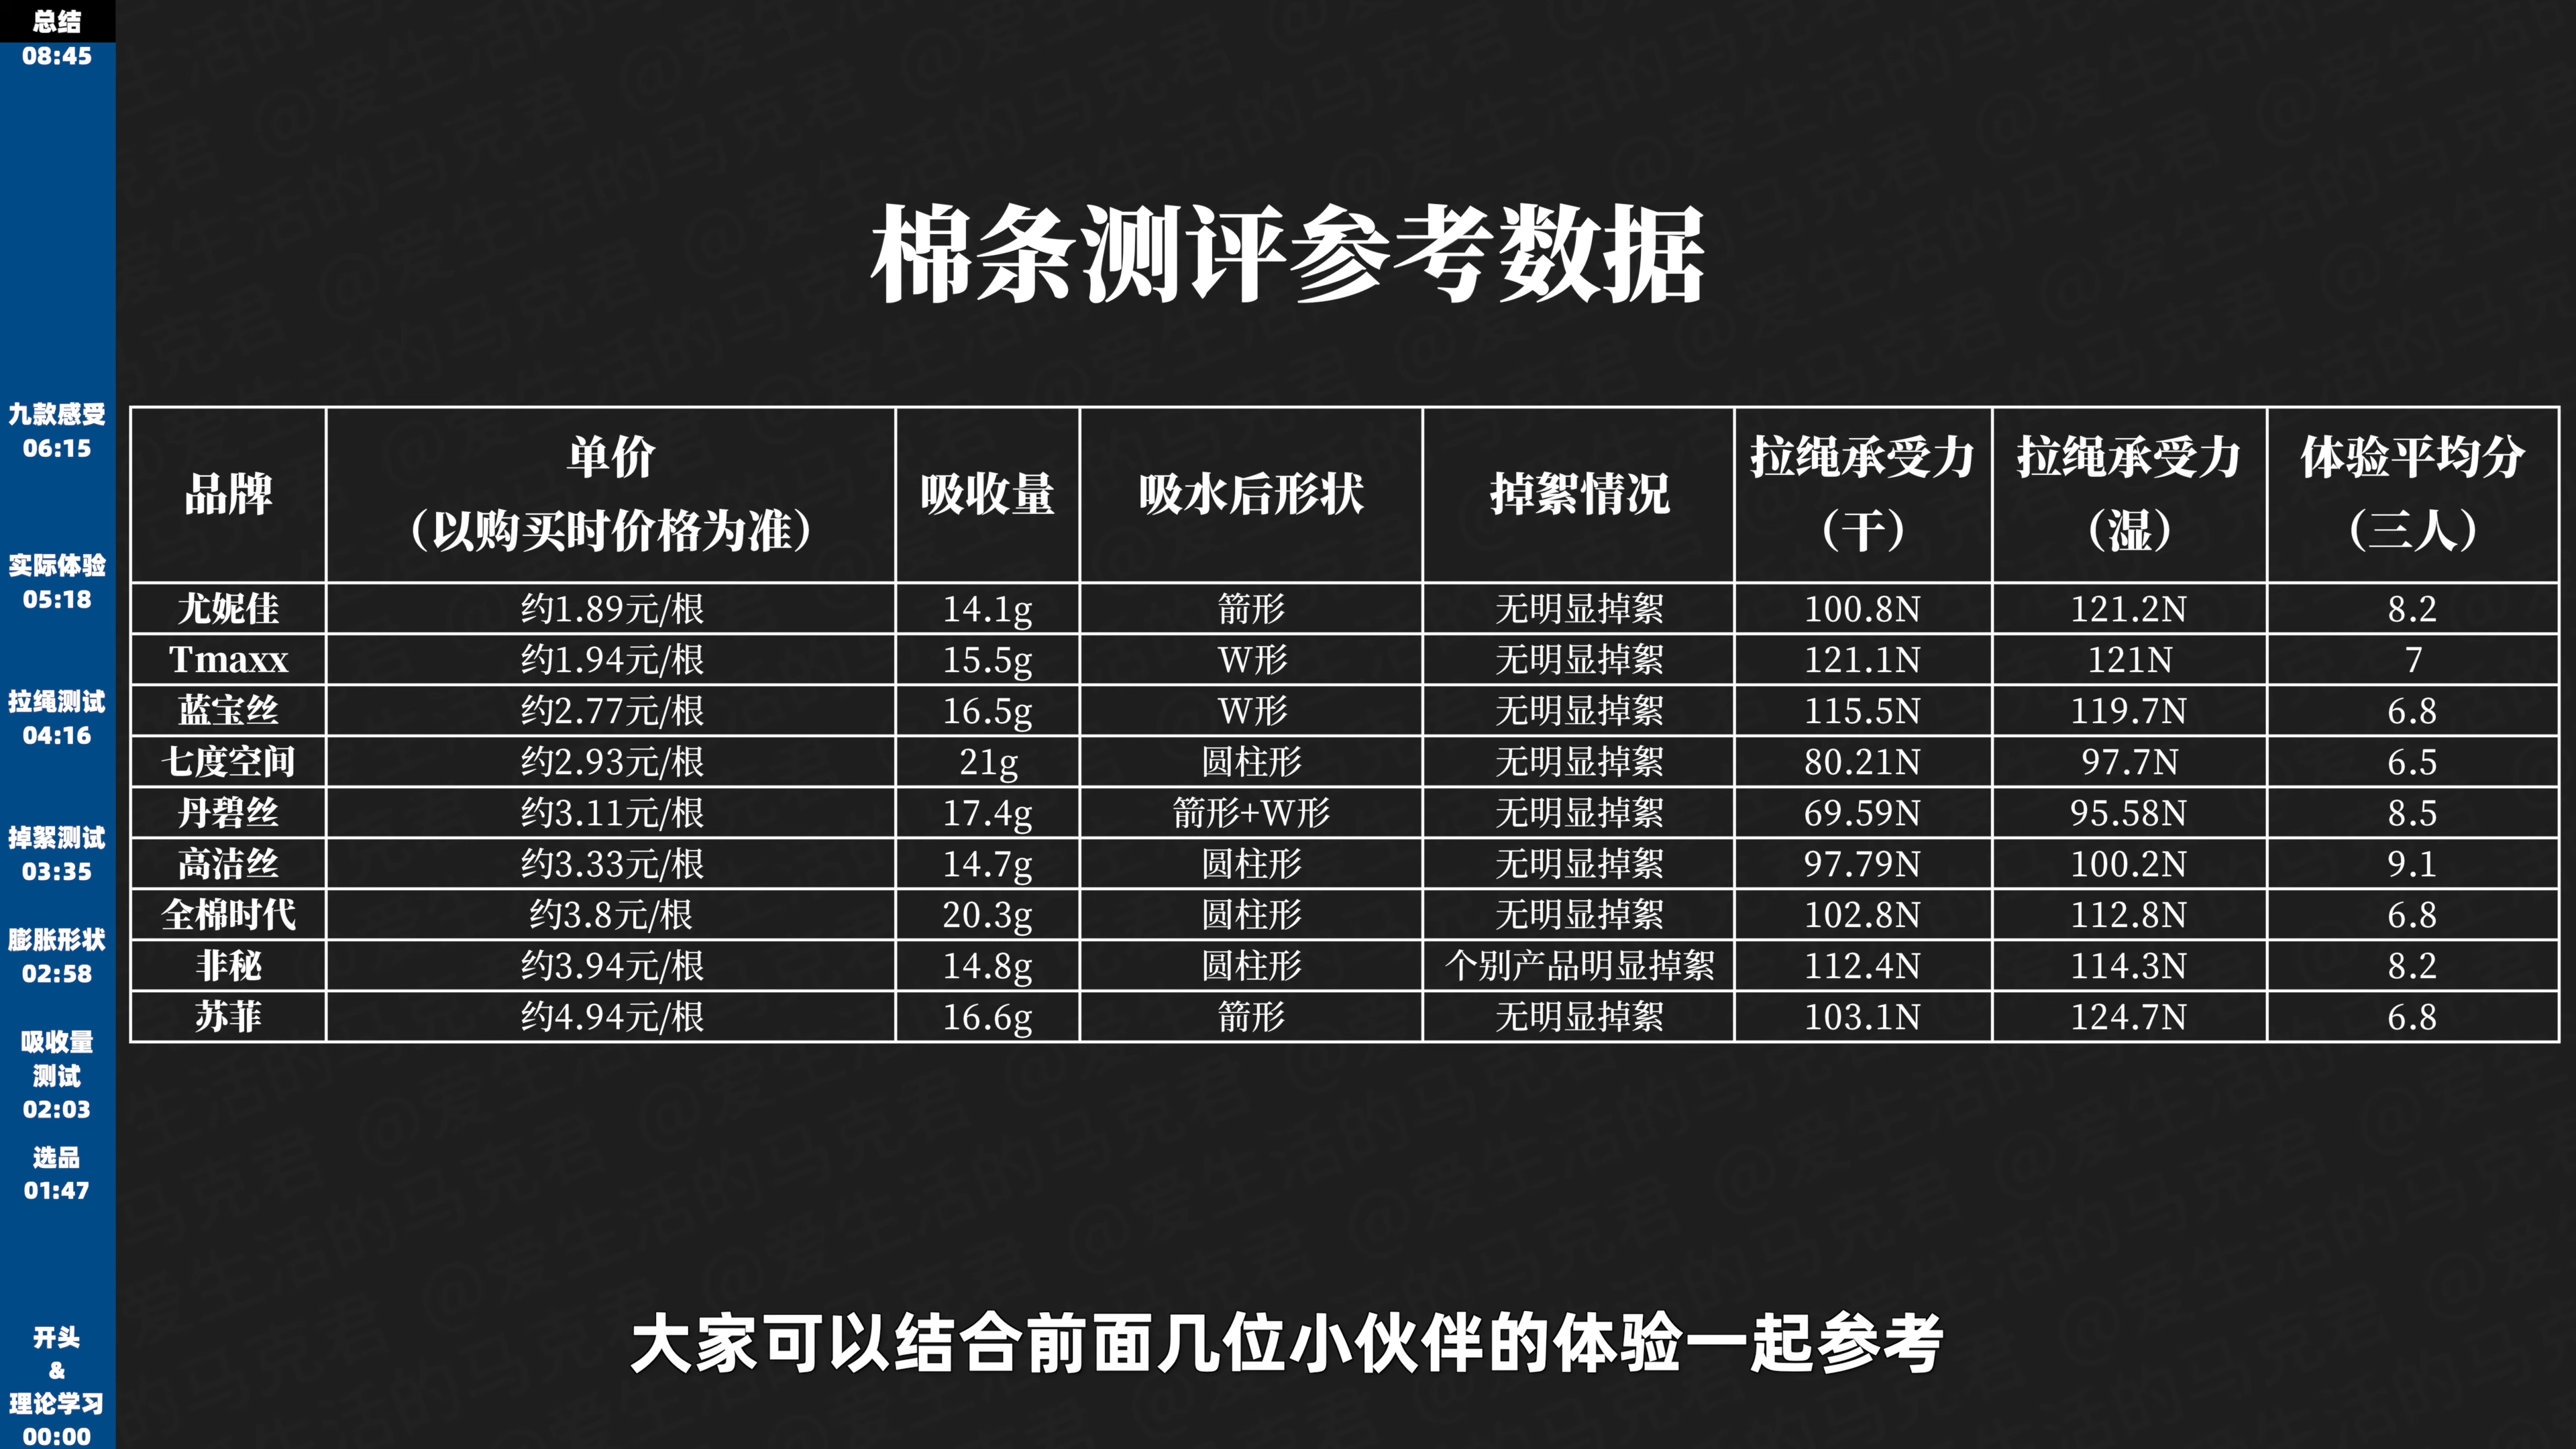 总结
08:45
九款感受
06:15
实际体验
05:18
拉绳测试
04:16
掉絮测试
03:35
膨胀形状
02:58
吸收量
测试
02:03
选品
01:47
开头
&
理论学习
00:00
棉条测评参考数据
品牌 单价（以购买时价格为准） 吸收量 吸水后形状 掉絮情况 拉绳承受力（干） 拉绳承受力（湿） 体验平均分（三人）
尤妮佳 约1.89元/根 14.1g 箭形 无明显掉絮 100.8N 121.2N 8.2
Tmaxx 约1.94元/根 15.5g W形 无明显掉絮 121.1N 121N 7
蓝宝丝 约2.77元/根 16.5g W形 无明显掉絮 115.5N 119.7N 6.8
七度空间 约2.93元/根 21g 圆柱形 无明显掉絮 80.21N 97.7N 6.5
丹碧丝 约3.11元/根 17.4g 箭形+W形 无明显掉絮 69.59N 95.58N 8.5
高洁丝 约3.33元/根 14.7g 圆柱形 无明显掉絮 97.79N 100.2N 9.1
全棉时代 约3.8元/根 20.3g 圆柱形 无明显掉絮 102.8N 112.8N 6.8
非秘 约3.94元/根 14.8g 圆柱形 个别产品明显掉絮 112.4N 114.3N 8.2
苏菲 约4.94元/根 16.6g 箭形 无明显掉絮 103.1N 124.7N 6.8
大家可以结合前面几位小伙伴的体验一起参考
@爱生活的马克君